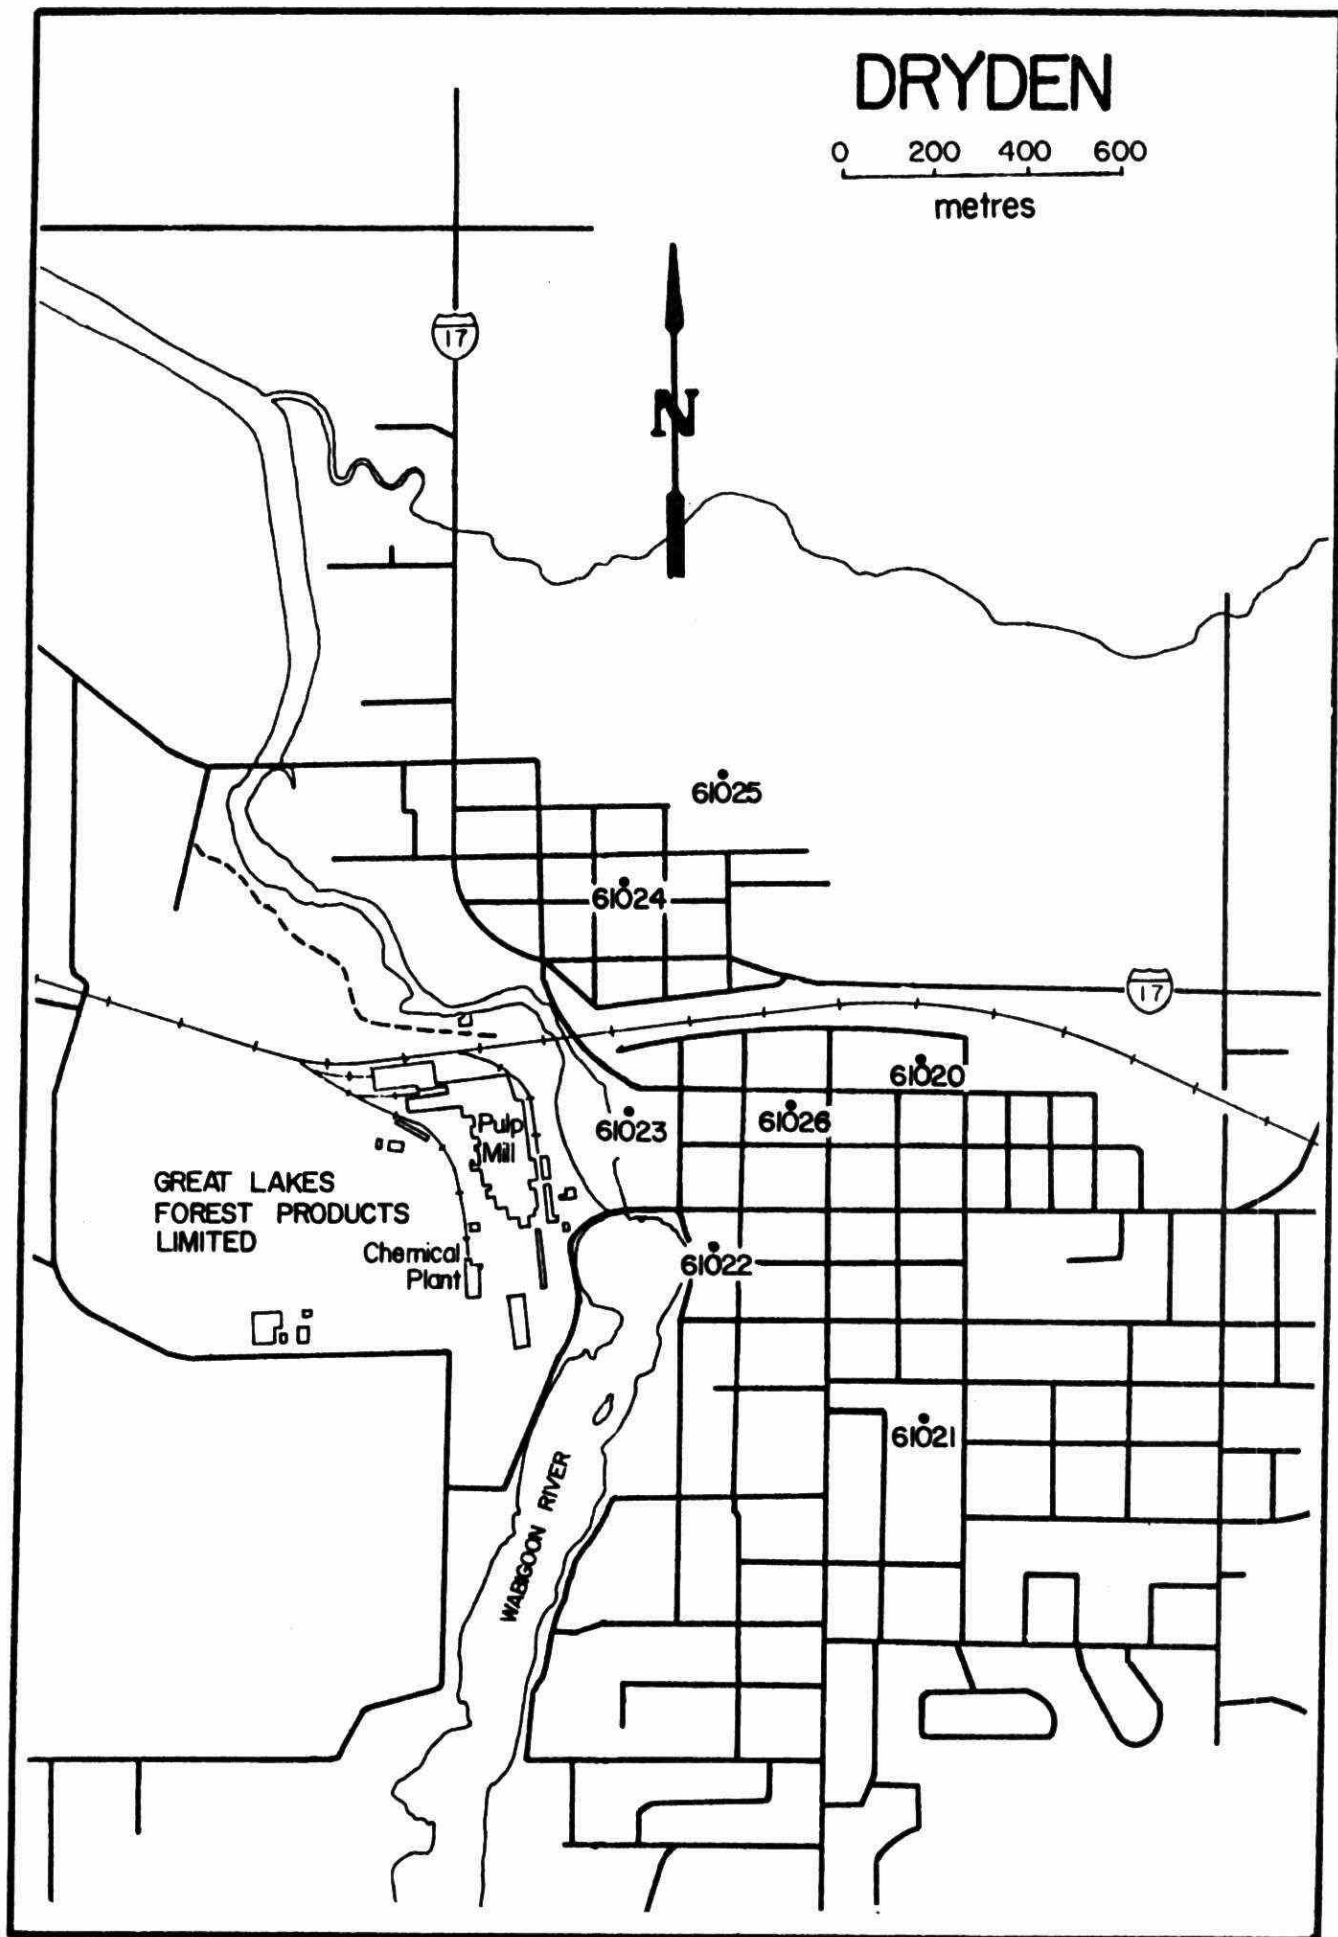 DRYDEN
0 200 400 600
metres
17
N
61025
61024
17
61020
61026
61023
Pulp
Mill
GREAT LAKES
FOREST PRODUCTS
LIMITED
Chemical
Plant
61022
61021
WABIGOON RIVER